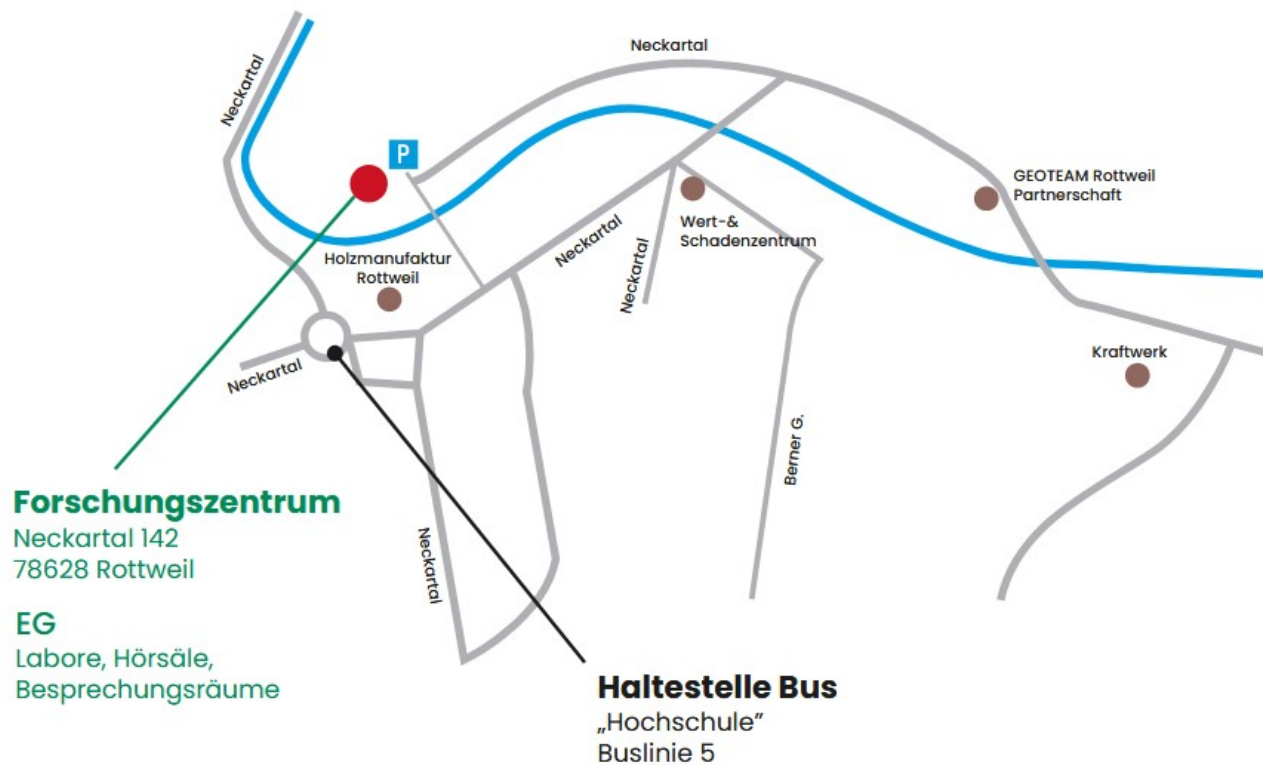 Neckartal
Neckartal
P
GEOTEAM Rottweil
Partnerschaft
Wert-&
Schadenzentrum
Neckartal
Neckartal
Holzmanufaktur
Rottweil
Neckartal
Kraftwerk
Berner G.
Neckartal
Forschungszentrum
Neckartal 142
78628 Rottweil
EG
Labore, Hörsäle,
Besprechungsräume
Haltestelle Bus
„Hochschule”
Buslinie 5